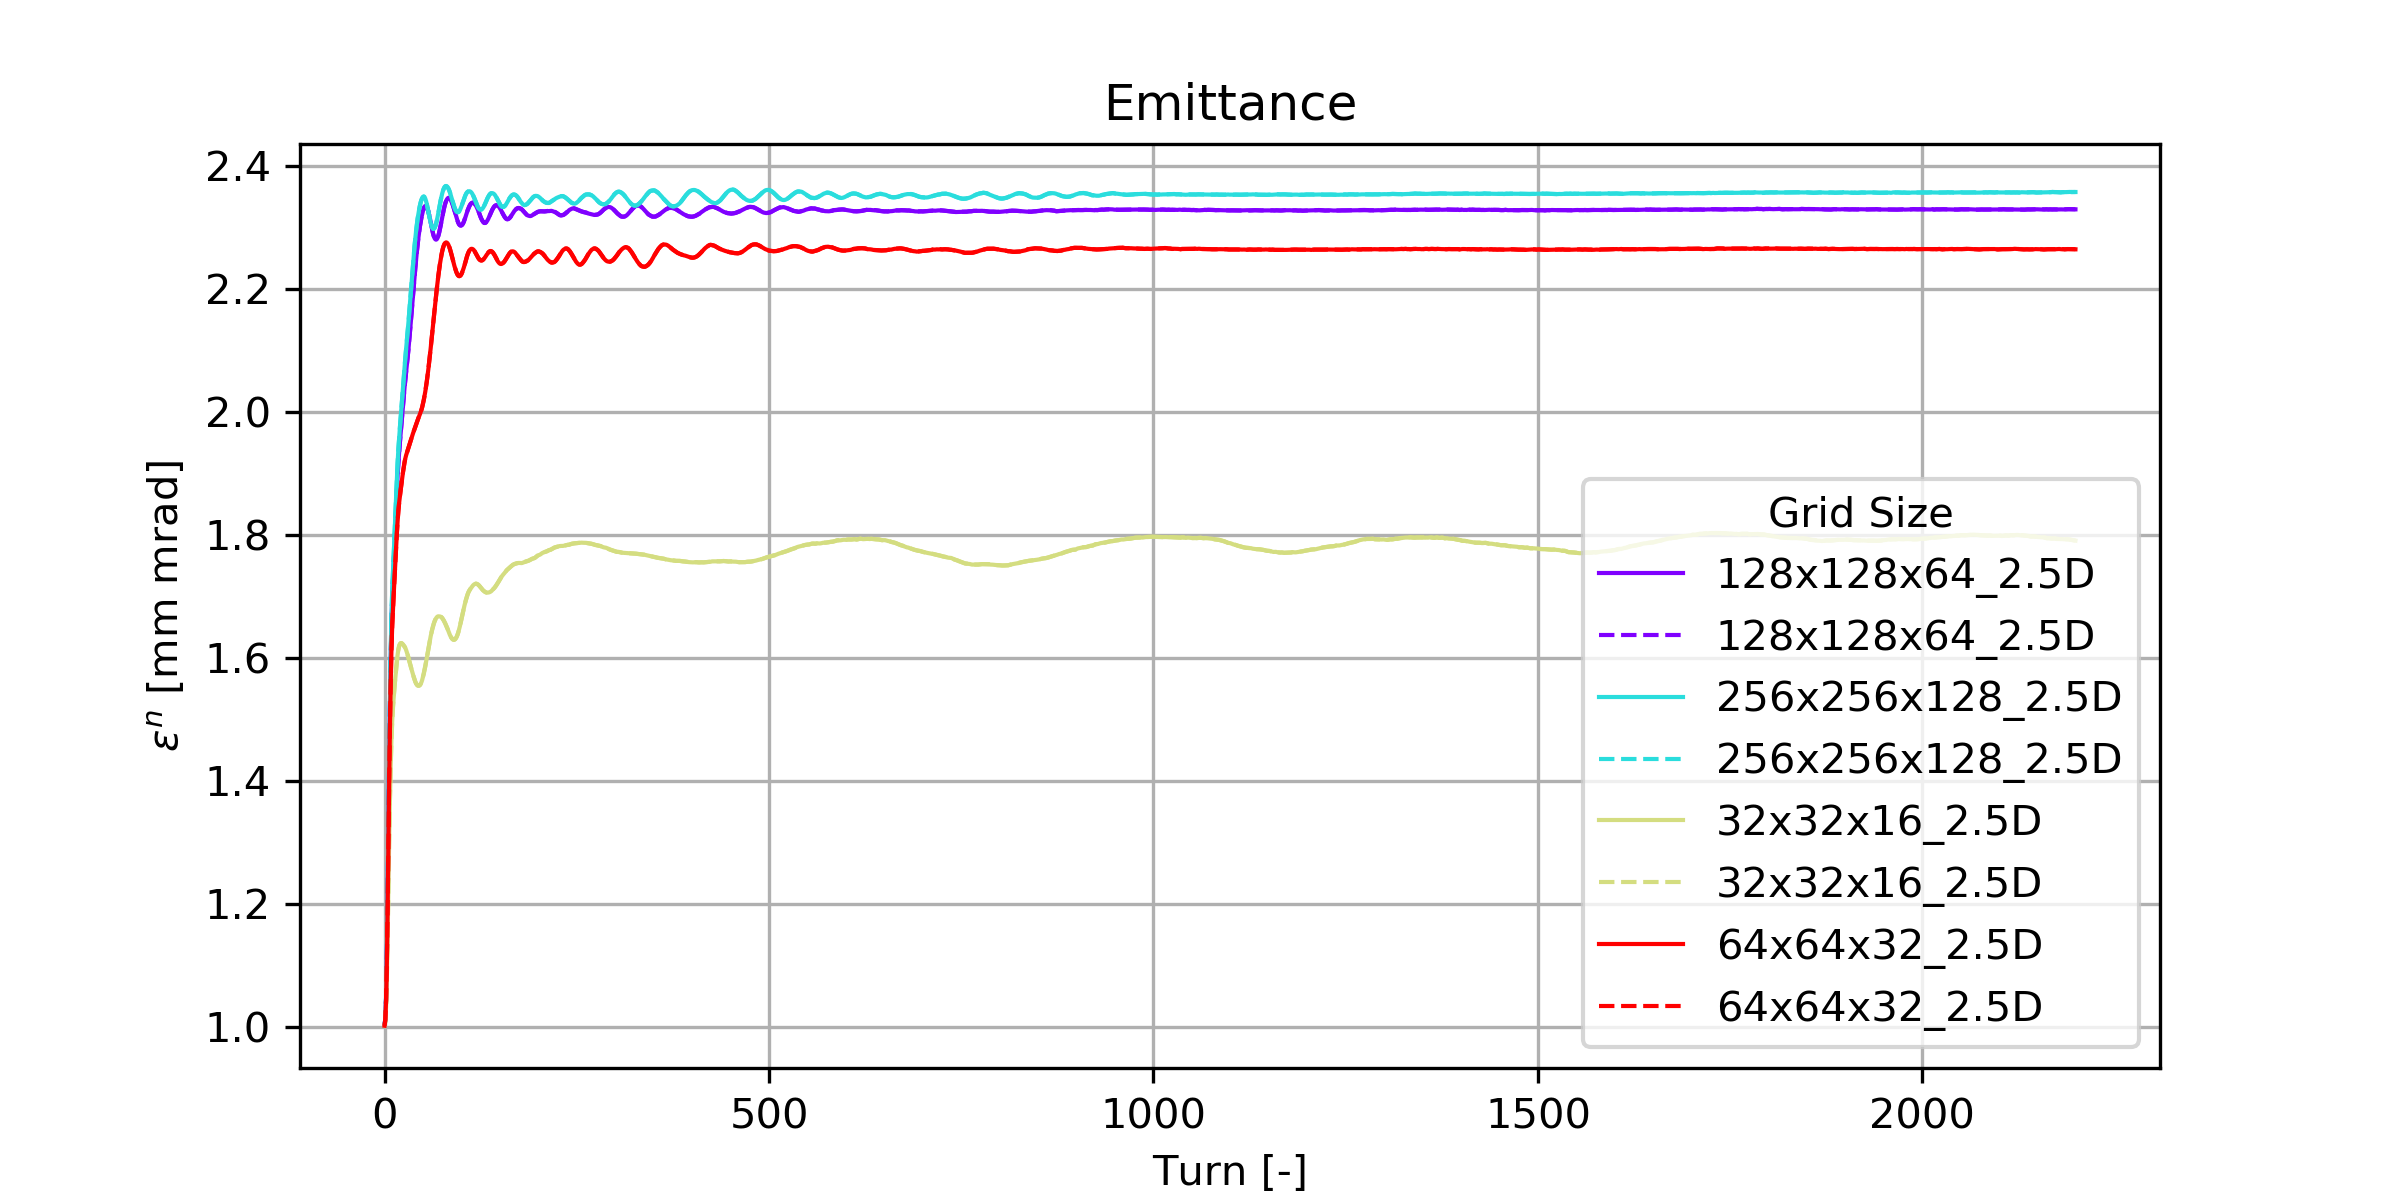 Emittance
2.4
2.2
2.0
1.8
1.6
1.4
1.2
1.0
εⁿ [mm mrad]
Grid Size
128x128x64_2.5D
128x128x64_2.5D
256x256x128_2.5D
256x256x128_2.5D
32x32x16_2.5D
32x32x16_2.5D
64x64x32_2.5D
64x64x32_2.5D
0 500 1000 1500 2000
Turn [-]